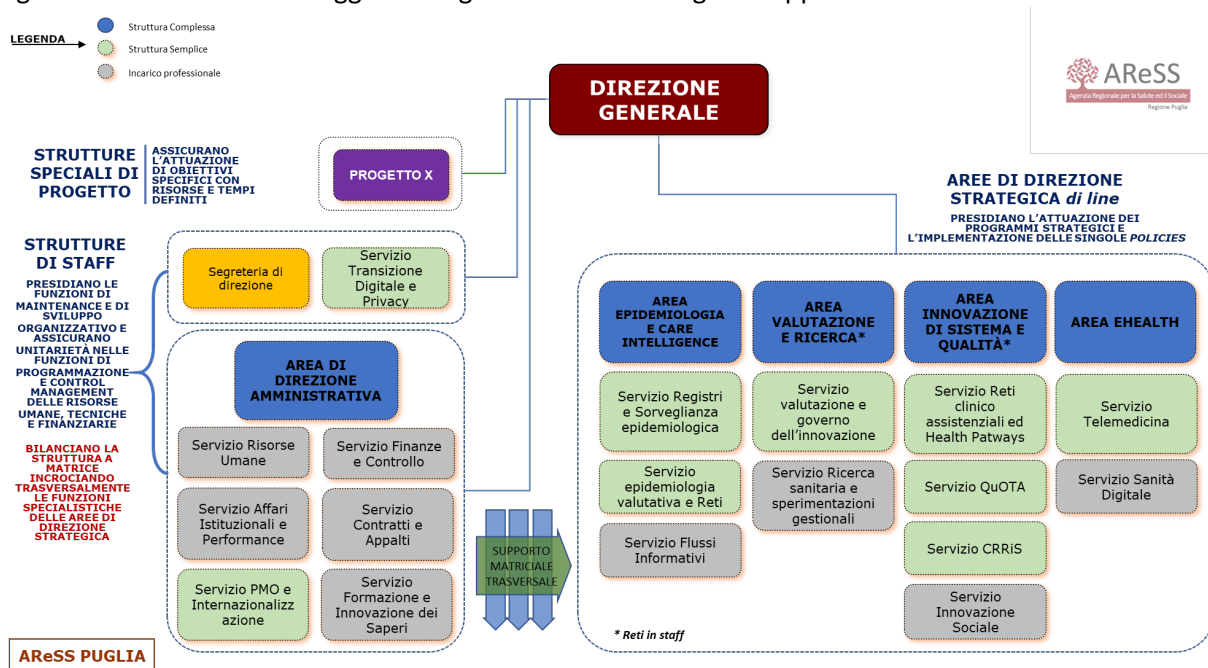 LEGENDA
Struttura Complessa
Struttura Semplice
Incarico professionale
DIREZIONE
GENERALE
AReSS
Agenzia Regionale per la Salute ed il Sociale
Regione Puglia
STRUTTURE
SPECIALI DI
PROGETTO
ASSICURANO
L'ATTUAZIONE
DI OBIETTIVI
SPECIFICI CON
RISORSE E TEMPI
DEFINITI
PROGETTO X
AREE DI DIREZIONE
STRATEGICA di line
PRESIDIANO L'ATTUAZIONE DEI
PROGRAMMI STRATEGICI E
L'IMPLEMENTAZIONE DELLE SINGOLE POLICIES
STRUTTURE
DI STAFF
PRESIDIANO LE
FUNZIONI DI
MAINTENANCE E DI
SVILUPPO
ORGANIZZATIVO E
ASSICURANO
UNITARIETÀ NELLE
FUNZIONI DI
PROGRAMMAZIONE
E CONTROL
MANAGEMENT
DELLE RISORSE
UMANE, TECNICHE
E FINANZIARIE
BILANCIANO LA
STRUTTURA A
MATRICE
INCROCIANDO
TRASVERSALMENTE
LE FUNZIONI
SPECIALISTICHE
DELLE AREE DI
DIREZIONE
STRATEGICA
Segreteria di
direzione
Servizio
Transizione
Digitale e
Privacy
AREA DI
DIREZIONE
AMMINISTRATIVA
Servizio Risorse
Umane
Servizio Finanze
e Controllo
Servizio Affari
Istituzionali e
Performance
Servizio
Contratti e
Appalti
Servizio PMO e
Internazionalizz
azione
Servizio
Formazione e
Innovazione dei
Saperi
SUPPORTO
MATRICIALE
TRASVERSALE
AREA
EPIDEMIOLOGIA
E CARE
INTELLIGENCE
Servizio Registri
e Sorveglianza
epidemiologica
Servizio
epidemiologia
valutativa e Reti
Servizio Flussi
Informativi
AREA
VALUTAZIONE
E RICERCA*
Servizio
valutazione e
governo
dell'innovazione
Servizio Ricerca
sanitaria e
sperimentazioni
gestionali
AREA
INNOVAZIONE
DI SISTEMA E
QUALITÀ*
Servizio Reti
clinico
assistenziali ed
Health Patways
Servizio QuOTA
Servizio CRRiS
Servizio
Innovazione
Sociale
AREA EHEALTH
Servizio
Telemedicina
Servizio Sanità
Digitale
* Reti in staff
AReSS PUGLIA